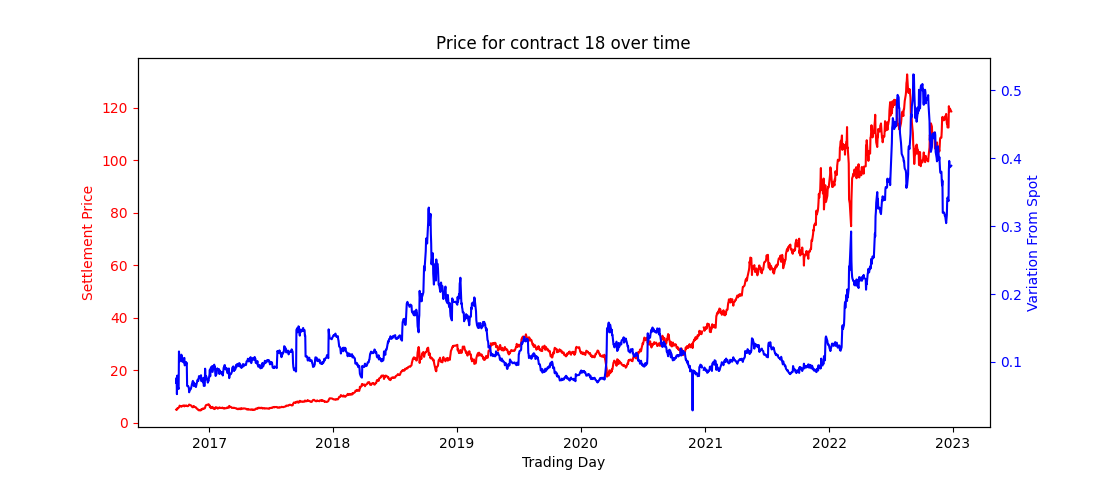 Price for contract 18 over time
Settlement Price
120
100
80
60
40
20
0
0.5
0.4
0.3
0.2
0.1
Variation From Spot
2017 2018 2019 2020 2021 2022 2023
Trading Day